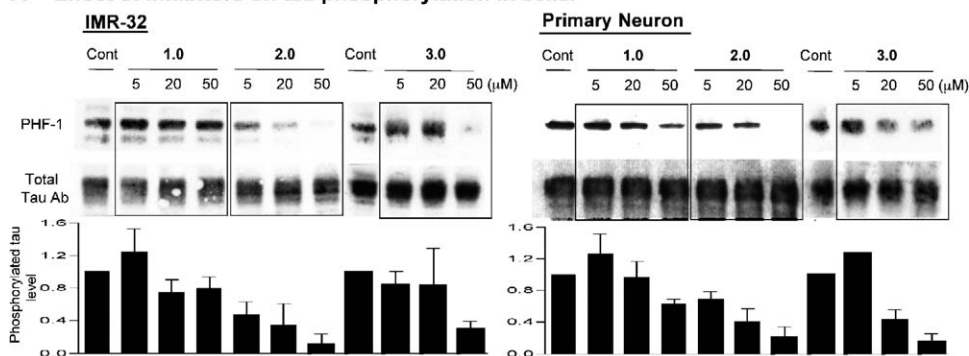 IMR-32 Primary Neuron
Cont 1.0 2.0 Cont 3.0 Cont 1.0 2.0 Cont 3.0
5 20 50 5 20 50 5 20 50 (μM) 5 20 50 5 20 50 5 20 50 (μM)
PHF-1
Total
Tau Ab
Phosphorylated tau
level
1.6
1.2
0.8
0.4
0.0
1.6
1.2
0.8
0.4
0.0